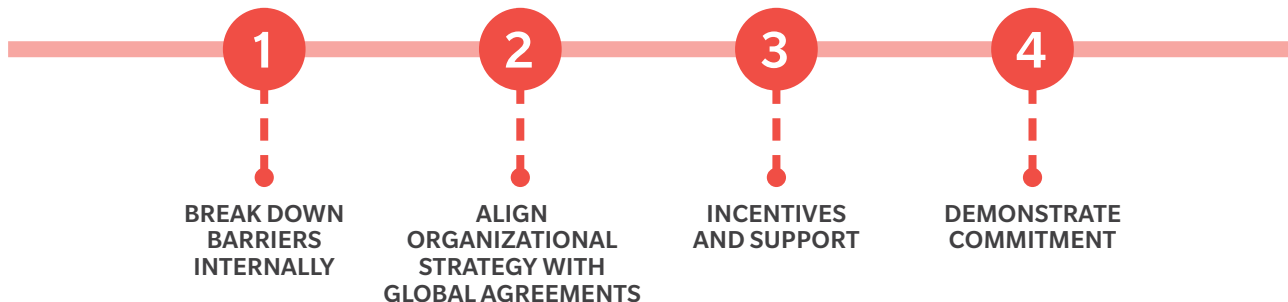 1
2
3
4
BREAK DOWN
BARRIERS
INTERNALLY
ALIGN
ORGANIZATIONAL
STRATEGY WITH
GLOBAL AGREEMENTS
INCENTIVES
AND SUPPORT
DEMONSTRATE
COMMITMENT